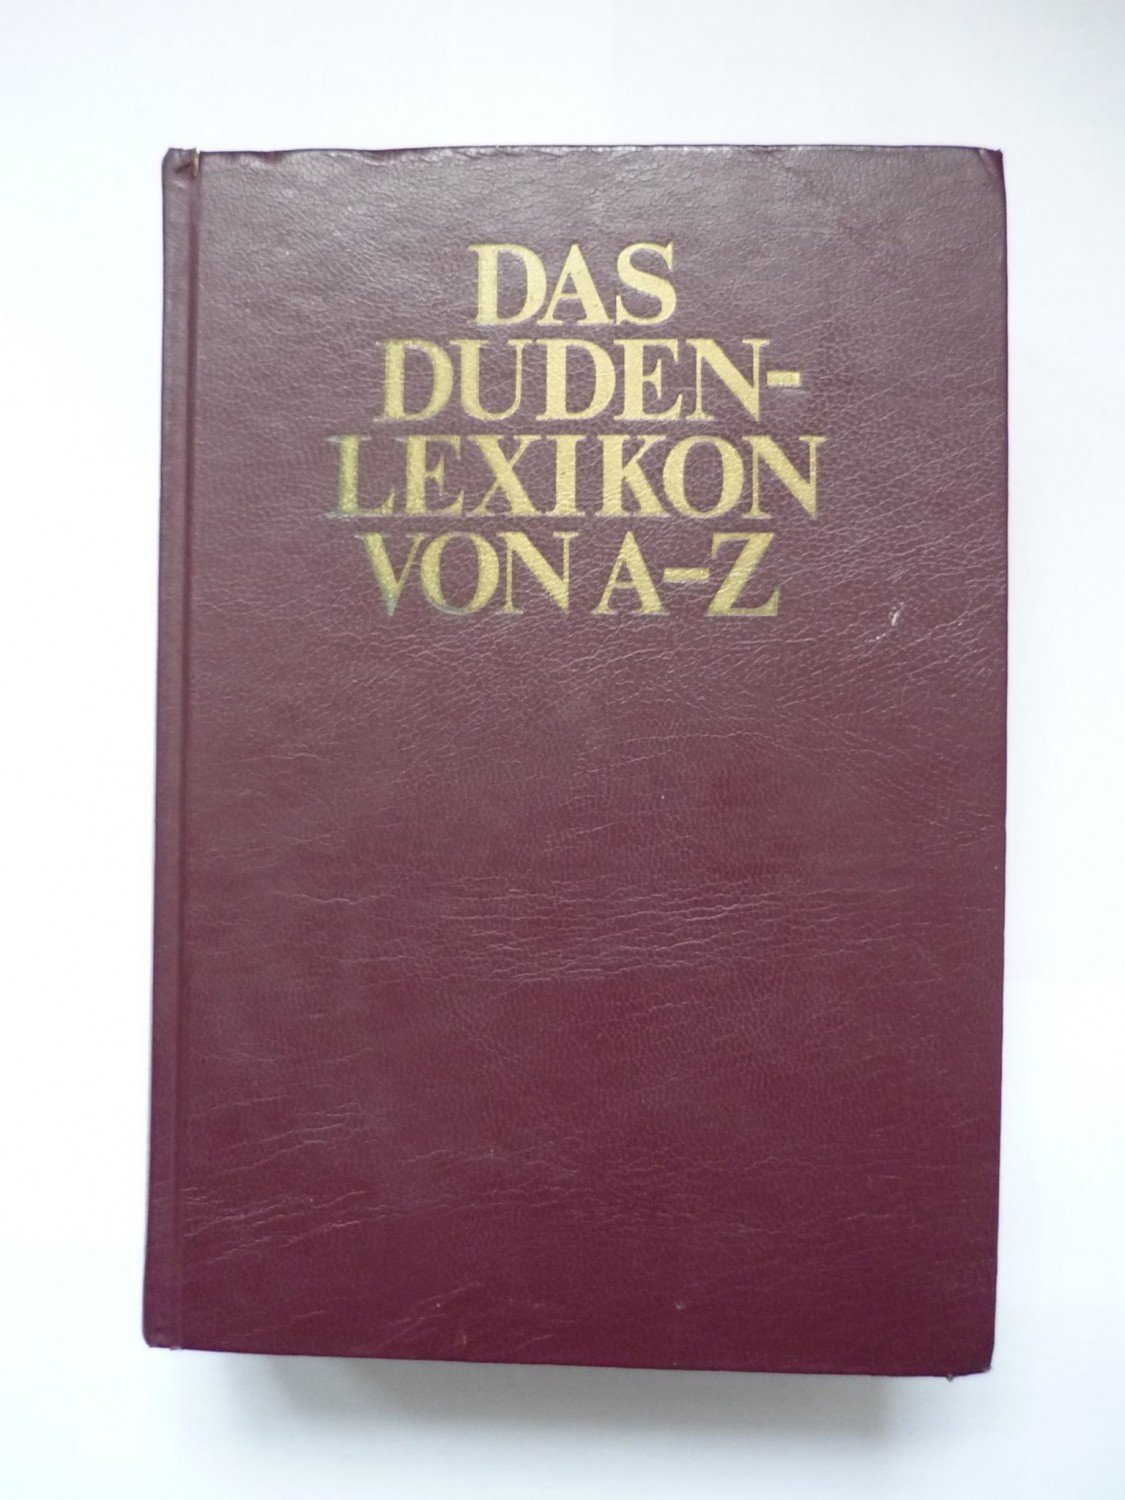 DAS
DUDEN-
LEXIKON
VON A-Z